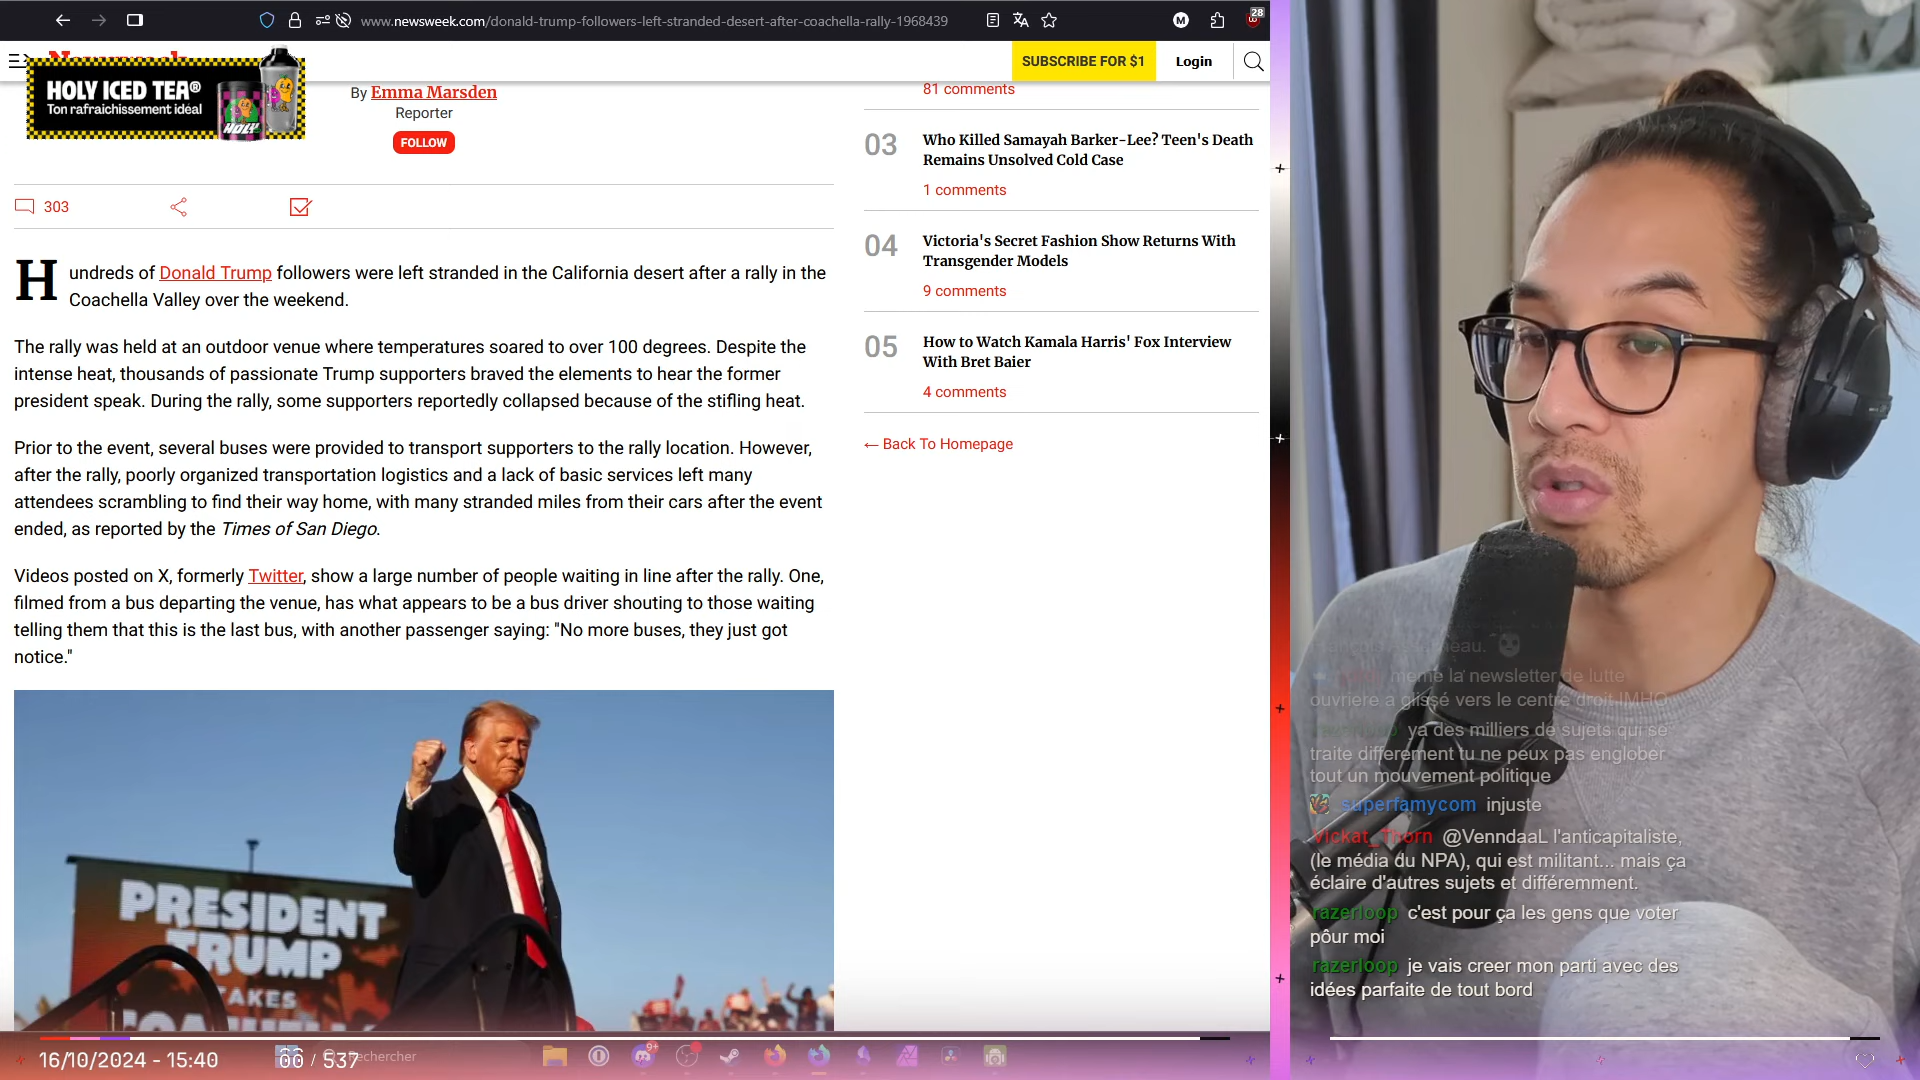 www.newsweek.com/donald-trump-followers-left-stranded-desert-after-coachella-rally-1968439
M
28
HOLY ICED TEA®
Ton rafraichissement idéal
HOLY
SUBSCRIBE FOR $1
Login
By Emma Marsden
Reporter
FOLLOW
303
Hundreds of Donald Trump followers were left stranded in the California desert after a rally in the
Coachella Valley over the weekend.
The rally was held at an outdoor venue where temperatures soared to over 100 degrees. Despite the
intense heat, thousands of passionate Trump supporters braved the elements to hear the former
president speak. During the rally, some supporters reportedly collapsed because of the stifling heat.
Prior to the event, several buses were provided to transport supporters to the rally location. However,
after the rally, poorly organized transportation logistics and a lack of basic services left many
attendees scrambling to find their way home, with many stranded miles from their cars after the event
ended, as reported by the Times of San Diego.
Videos posted on X, formerly Twitter, show a large number of people waiting in line after the rally. One,
filmed from a bus departing the venue, has what appears to be a bus driver shouting to those waiting
telling them that this is the last bus, with another passenger saying: "No more buses, they just got
notice."
PRESIDENT
TRUMP
TAKES
COACHELLA
81 comments
03
Who Killed Samayah Barker-Lee? Teen's Death
Remains Unsolved Cold Case
1 comments
04
Victoria's Secret Fashion Show Returns With
Transgender Models
9 comments
05
How to Watch Kamala Harris' Fox Interview
With Bret Baier
4 comments
← Back To Homepage
meme la newsletter de lutte
ouvriere a glissé vers le centre droit IMHO
razerloop ya des milliers de sujets qui se
traite differement tu ne peux pas englober
tout un mouvement politique
superfamycom injuste
Vickat_Thorn @VenndaaL l'anticapitaliste,
(le média du NPA), qui est militant... mais ça
éclaire d'autres sujets et différemment.
razerloop c'est pour ça les gens que voter
pôur moi
razerloop je vais creer mon parti avec des
idées parfaite de tout bord
16/10/2024 - 15:40
66 / 537
Rechercher
9+